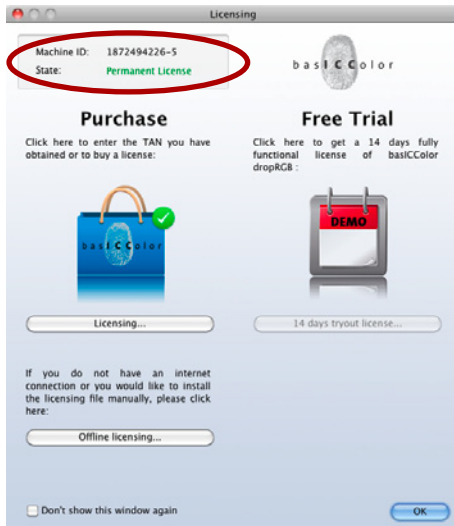 Licensing
Machine ID: 1872494226-5
State: Permanent License
basICColor
Purchase
Click here to enter the TAN you have
obtained or to buy a license:
basICColor
Licensing...
If you do not have an internet
connection or you would like to install
the licensing file manually, please click
here:
Offline licensing...
Free Trial
Click here to get a 14 days fully
functional license of basICColor
dropRGB :
DEMO
14 days tryout license...
Don't show this window again
OK